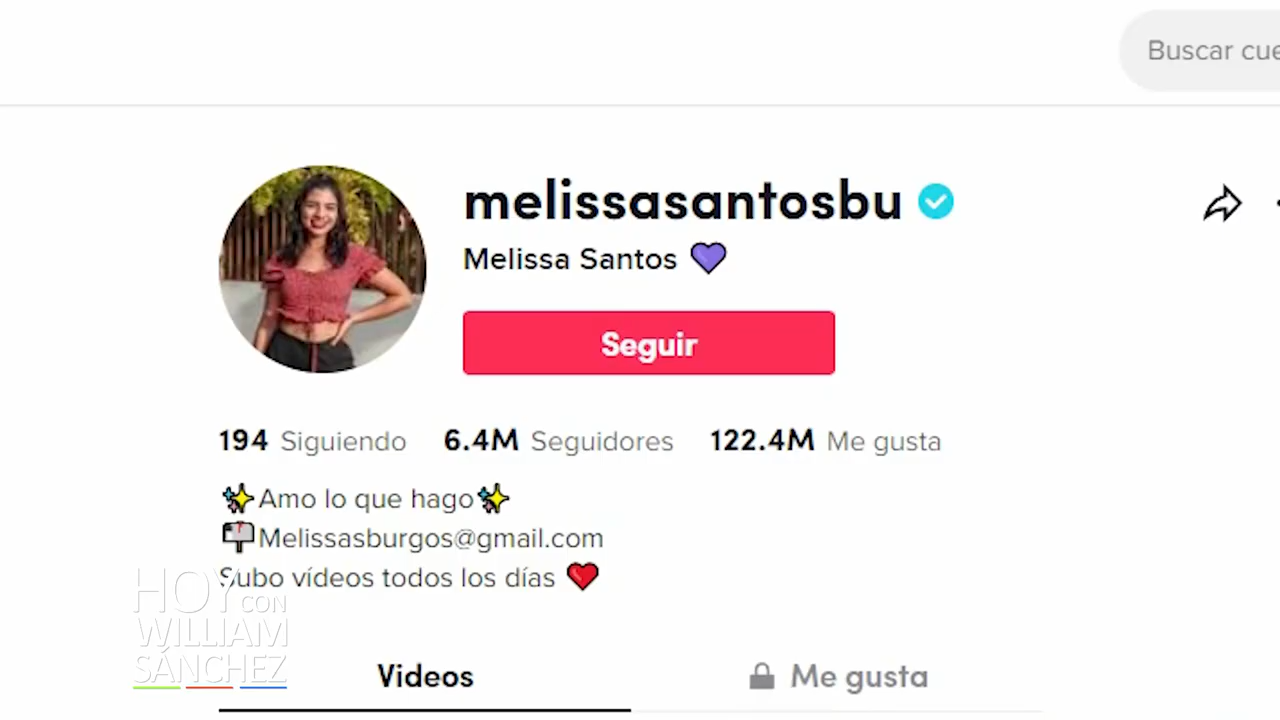 Buscar cue
melissasantosbu
Melissa Santos 💜
Seguir
194 Siguiendo 6.4M Seguidores 122.4M Me gusta
✨Amo lo que hago✨
📫Melissasburgos@gmail.com
Subo vídeos todos los días ❤️
HOY CON
WILLIAM
SÁNCHEZ
Videos Me gusta